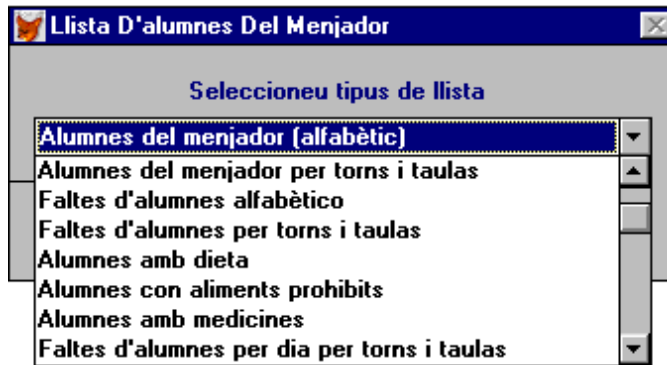 Llista D'alumnes Del Menjador
Seleccioneu tipus de llista
Alumnes del menjador (alfabètic)
Alumnes del menjador per torns i taulas
Faltes d'alumnes alfabètico
Faltes d'alumnes per torns i taulas
Alumnes amb dieta
Alumnes con aliments prohibits
Alumnes amb medicines
Faltes d'alumnes per dia per torns i taulas